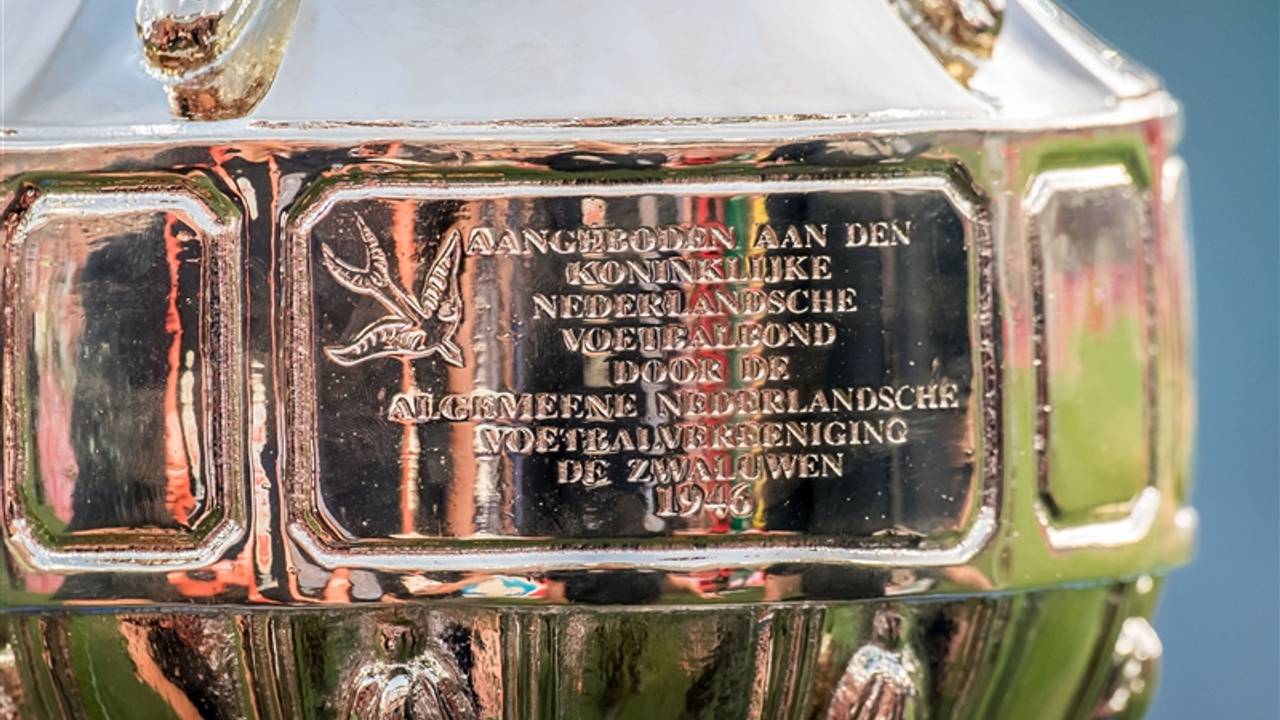 AANGEBODEN AAN DEN
KONINKLIJKE
NEDERLANDSCHE
VOETBALBOND
DOOR DE
ALGEMEENE NEDERLANDSCHE
VOETBALVEREENIGING
DE ZWALUWEN
1946